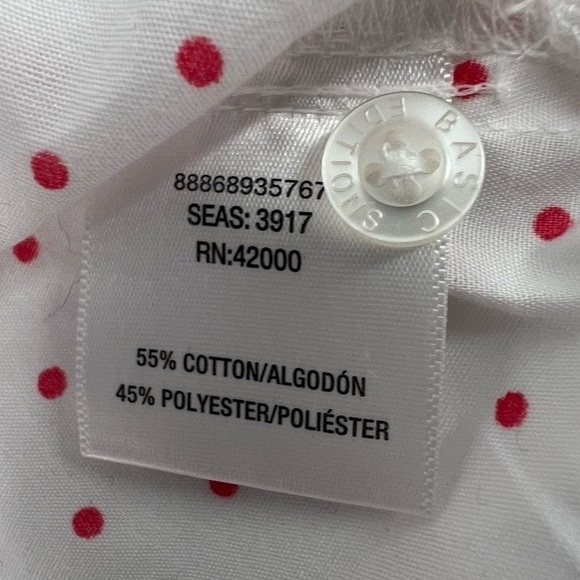 BASIC
EDITIONS
88868935767
SEAS: 3917
RN:42000
55% COTTON/ALGODÓN
45% POLYESTER/POLIÉSTER